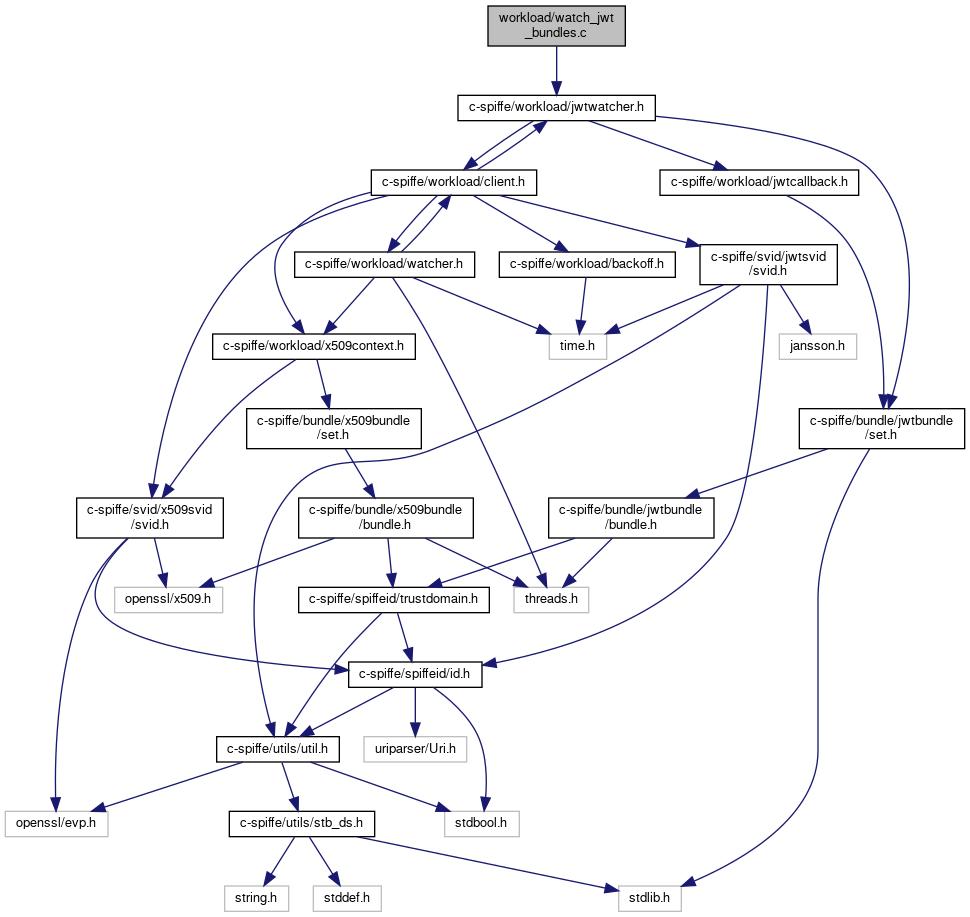 workload/watch_jwt
_bundles.c
c-spiffe/workload/jwtwatcher.h
c-spiffe/workload/client.h
c-spiffe/workload/jwtcallback.h
c-spiffe/workload/watcher.h
c-spiffe/workload/backoff.h
c-spiffe/svid/jwtsvid
/svid.h
c-spiffe/workload/x509context.h
time.h
jansson.h
c-spiffe/bundle/x509bundle
/set.h
c-spiffe/bundle/jwtbundle
/set.h
c-spiffe/svid/x509svid
/svid.h
c-spiffe/bundle/x509bundle
/bundle.h
c-spiffe/bundle/jwtbundle
/bundle.h
openssl/x509.h
c-spiffe/spiffeid/trustdomain.h
threads.h
c-spiffe/spiffeid/id.h
c-spiffe/utils/util.h
uriparser/Uri.h
openssl/evp.h
c-spiffe/utils/stb_ds.h
stdbool.h
string.h
stddef.h
stdlib.h